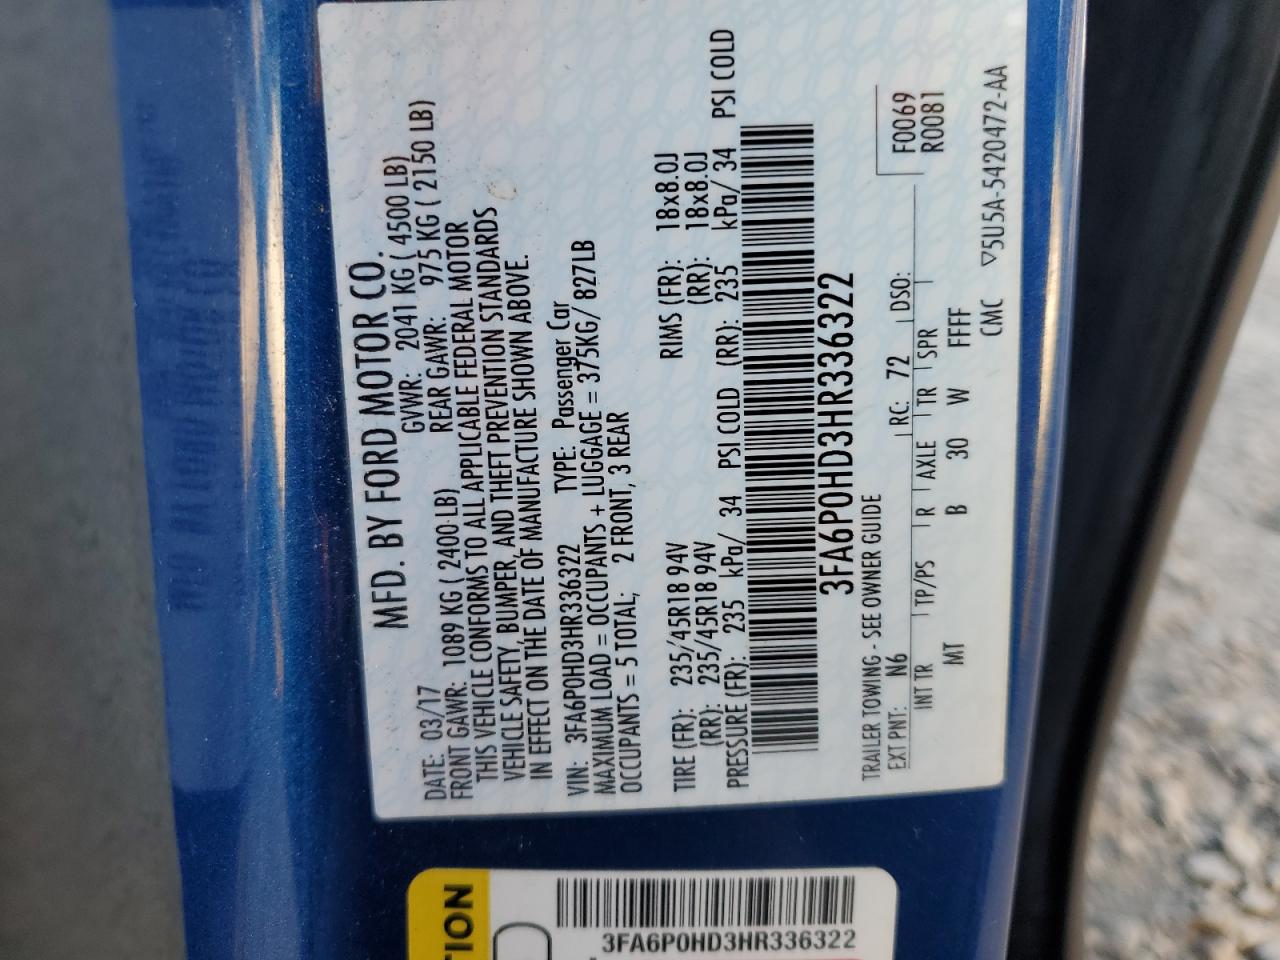 MFD. BY FORD MOTOR CO.
DATE: 03/17 GVWR: 2041 KG ( 4500 LB)
FRONT GAWR: 1089 KG ( 2400 LB) REAR GAWR: 975 KG ( 2150 LB)
THIS VEHICLE CONFORMS TO ALL APPLICABLE FEDERAL MOTOR
VEHICLE SAFETY, BUMPER, AND THEFT PREVENTION STANDARDS
IN EFFECT ON THE DATE OF MANUFACTURE SHOWN ABOVE.
VIN: 3FA6P0HD3HR336322 TYPE: Passenger Car
MAXIMUM LOAD = OCCUPANTS + LUGGAGE = 375KG/ 827LB
OCCUPANTS = 5 TOTAL; 2 FRONT, 3 REAR
TIRE (FR): 235/45R18 94V RIMS (FR): 18x8.0J
(RR): 235/45R18 94V (RR): 18x8.0J
PRESSURE (FR): 235 kPa/ 34 PSI COLD (RR): 235 kPa/ 34 PSI COLD
3FA6P0HD3HR336322
TRAILER TOWING - SEE OWNER GUIDE
F0069
R0081
EXT PNT: N6 RC: 72 DSO:
INT TR TP/PS R AXLE TR SPR
MT B 30 W FFF
CMC ▽5U5A-5420472-AA
TION
3FA6P0HD3HR336322